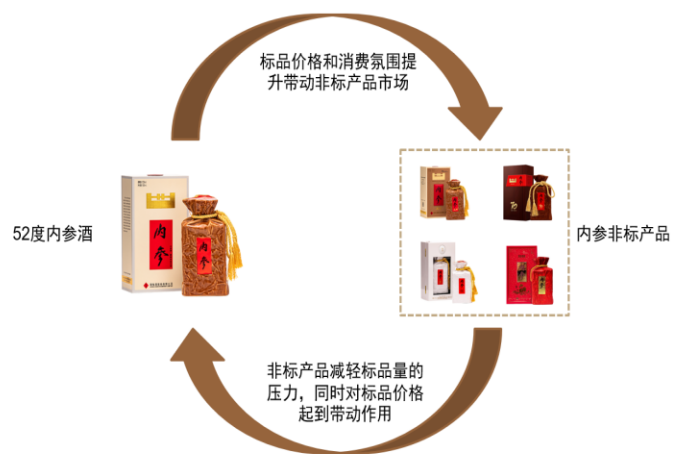 标品价格和消费氛围提
升带动非标产品市场
52度内参酒
内参
内参非标产品
非标产品减轻标品量的
压力，同时对标品价格
起到带动作用